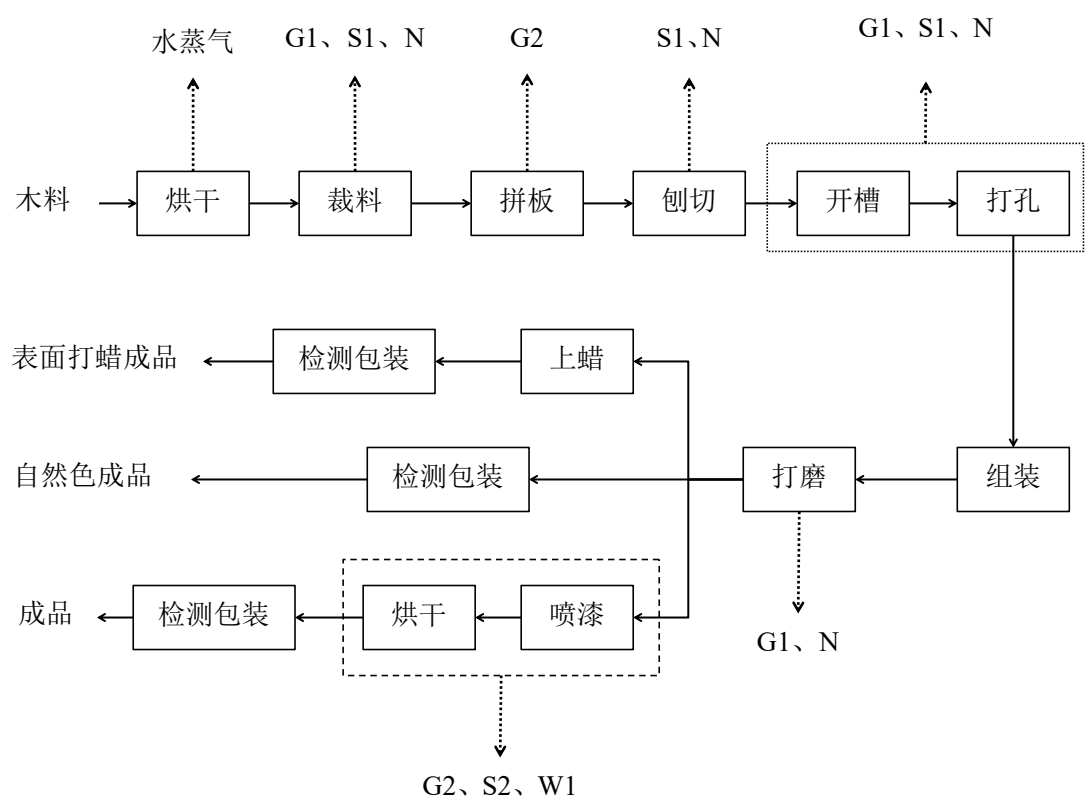 水蒸气 G1、S1、N G2 S1、N G1、S1、N
木料 烘干 裁料 拼板 刨切 开槽 打孔
表面打蜡成品 检测包装 上蜡
自然色成品 检测包装 打磨 组装
成品 检测包装 烘干 喷漆
G1、N
G2、S2、W1